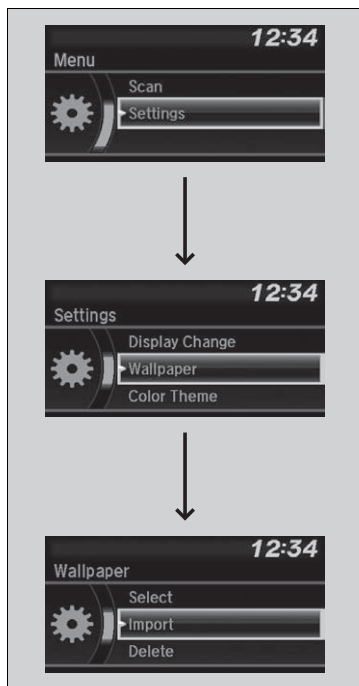 12:34
Menu
Scan
Settings
12:34
Settings
Display Change
Wallpaper
Color Theme
12:34
Wallpaper
Select
Import
Delete